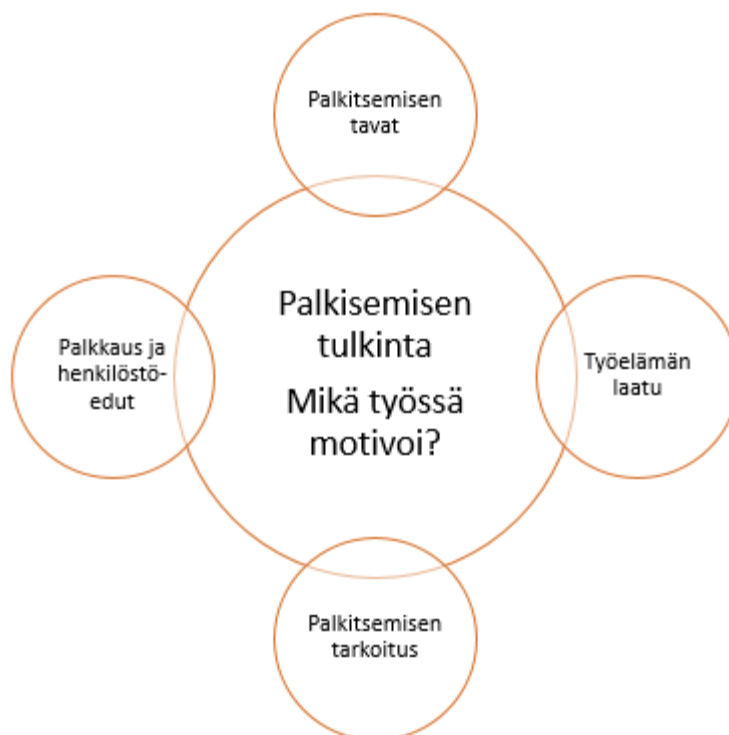 Palkitsemisen
tavat
Palkkaus ja
henkilöstö-
edut
Palkisemisen
tulkinta
Mikä työssä
motivoi?
Työelämän
laatu
Palkitsemisen
tarkoitus